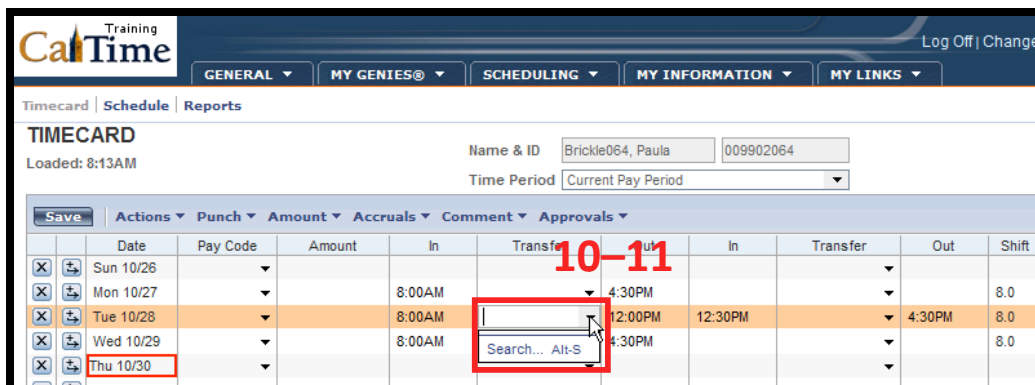 Training
CalTime
Log Off | Change
GENERAL MY GENIES® SCHEDULING MY INFORMATION MY LINKS
Timecard | Schedule | Reports
TIMECARD
Loaded: 8:13AM
Name & ID Brickle064, Paula 009902064
Time Period Current Pay Period
Save Actions Punch Amount Accruals Comment Approvals
Date Pay Code Amount In Transfer Out In Transfer Out Shift
10–11
Sun 10/26
Mon 10/27 8:00AM 4:30PM 8.0
Tue 10/28 8:00AM 12:00PM 12:30PM 4:30PM 8.0
Wed 10/29 8:00AM 4:30PM 8.0
Search... Alt-S
Thu 10/30